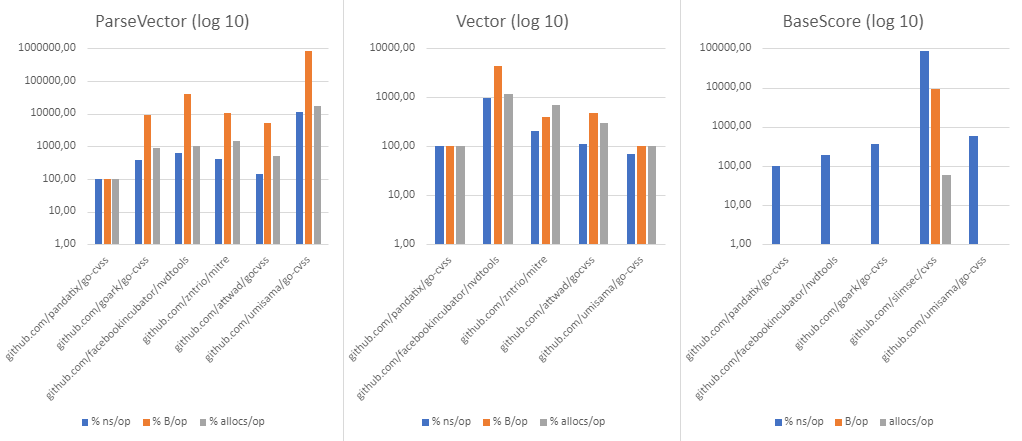 ParseVector (log 10)
1000000,00
100000,00
10000,00
1000,00
100,00
10,00
1,00
github.com/pandatix/go-cvss
github.com/goark/go-cvss
github.com/facebookincubator/nvdtools
github.com/zntrio/mitre
github.com/attwad/gocvss
github.com/umisama/go-cvss
% ns/op % B/op % allocs/op
Vector (log 10)
10000,00
1000,00
100,00
10,00
1,00
github.com/pandatix/go-cvss
github.com/facebookincubator/nvdtools
github.com/zntrio/mitre
github.com/attwad/gocvss
github.com/umisama/go-cvss
% ns/op % B/op % allocs/op
BaseScore (log 10)
100000,00
10000,00
1000,00
100,00
10,00
1,00
github.com/pandatix/go-cvss
github.com/facebookincubator/nvdtools
github.com/goark/go-cvss
github.com/slimsec/cvss
github.com/umisama/go-cvss
% ns/op B/op allocs/op